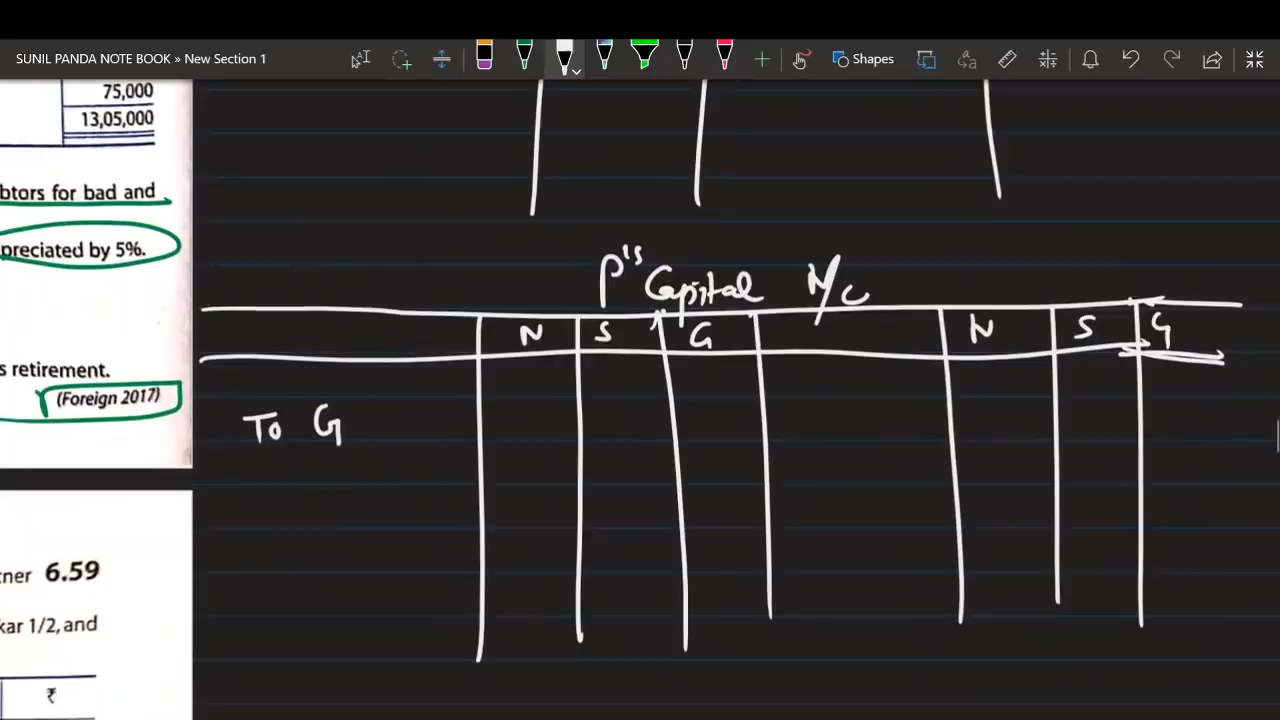 SUNIL PANDA NOTE BOOK » New Section 1
Shapes
75,000
13,05,000
btors for bad and
preciated by 5%.
s retirement.
(Foreign 2017)
tner 6.59
kar 1/2, and
₹
P's Capital A/C
N S G N S G
To G